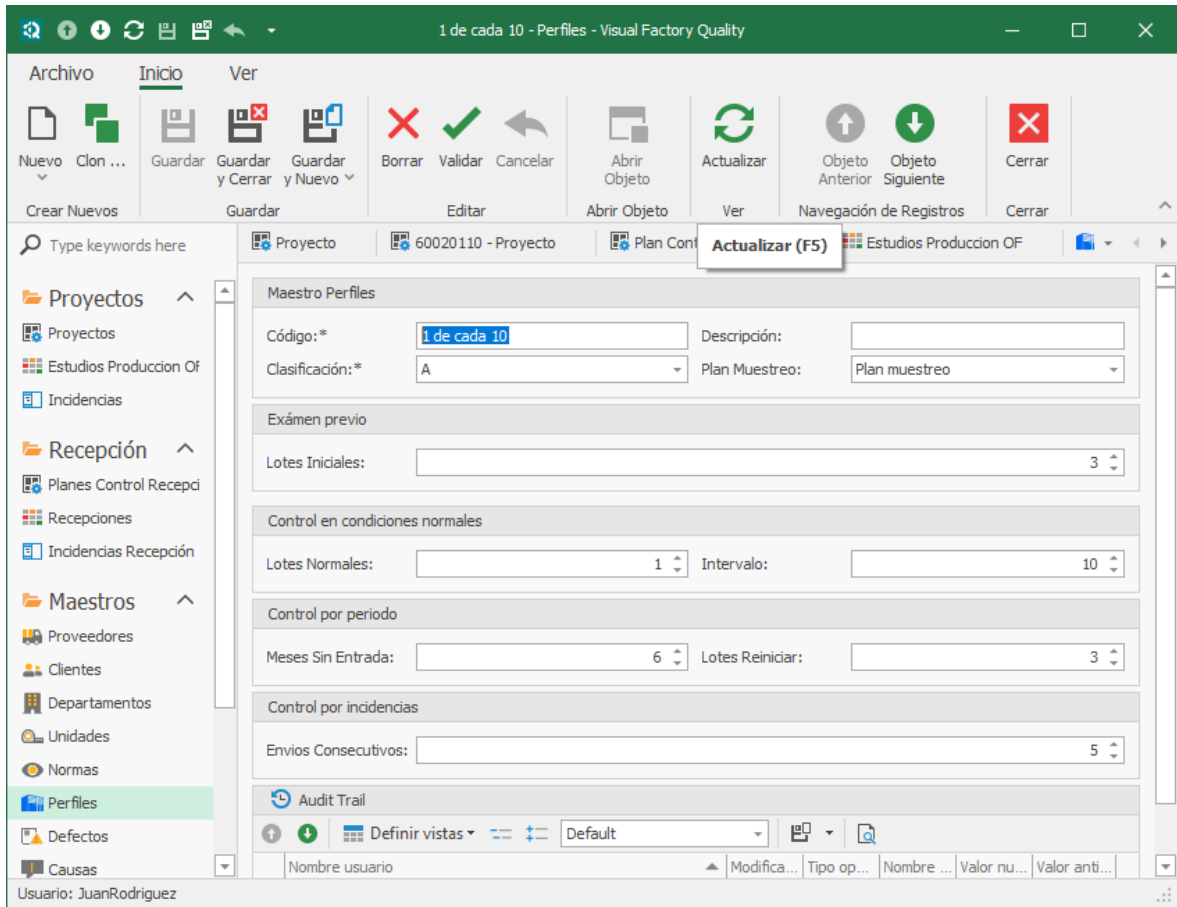 1 de cada 10 - Perfiles - Visual Factory Quality
Archivo Inicio Ver
Nuevo Clon ... Guardar Guardar y Cerrar Guardar y Nuevo Borrar Validar Cancelar Abrir Objeto Actualizar Objeto Anterior Objeto Siguiente Cerrar
Crear Nuevos Guardar Editar Abrir Objeto Ver Navegación de Registros Cerrar
Type keywords here
Proyecto 60020110 - Proyecto Plan Cont Estudios Produccion OF
Actualizar (F5)
Proyectos
Proyectos
Estudios Produccion OF
Incidencias
Recepción
Planes Control Recepci
Recepciones
Incidencias Recepción
Maestros
Proveedores
Clientes
Departamentos
Unidades
Normas
Perfiles
Defectos
Causas
Maestro Perfiles
Código:* 1 de cada 10 Descripción:
Clasificación:* A Plan Muestreo: Plan muestreo
Exámen previo
Lotes Iniciales: 3
Control en condiciones normales
Lotes Normales: 1 Intervalo: 10
Control por periodo
Meses Sin Entrada: 6 Lotes Reiniciar: 3
Control por incidencias
Envios Consecutivos: 5
Audit Trail
Definir vistas Default
Nombre usuario Modifica... Tipo op... Nombre ... Valor nu... Valor anti...
Usuario: JuanRodriguez